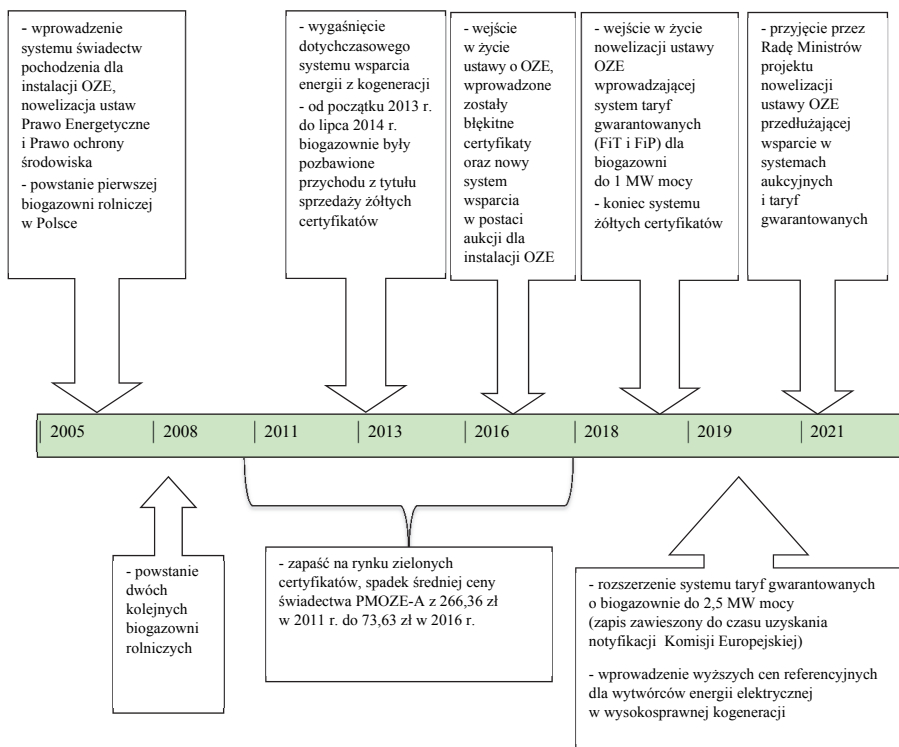 - wprowadzenie
systemu świadectw
pochodzenia dla
instalacji OZE,
nowelizacja ustaw
Prawo Energetyczne
i Prawo ochrony
środowiska
- powstanie pierwszej
biogazowni rolniczej
w Polsce
- wygaśnięcie
dotychczasowego
systemu wsparcia
energii z kogeneracji
- od początku 2013 r.
do lipca 2014 r.
biogazownie były
pozbawione
przychodu z tytułu
sprzedaży żółtych
certyfikatów
- wejście
w życie
ustawy o OZE,
wprowadzone
zostały
błękitne
certyfikaty
oraz nowy
system
wsparcia
w postaci
aukcji dla
instalacji OZE
- wejście w życie
nowelizacji ustawy
OZE
wprowadzającej
system taryf
gwarantowanych
(FiT i FiP) dla
biogazowni
do 1 MW mocy
- koniec systemu
żółtych certyfikatów
- przyjęcie przez
Radę Ministrów
projektu
nowelizacji
ustawy OZE
przedłużającej
wsparcie w
systemach
aukcyjnych
i taryf
gwarantowanych
2005 2008 2011 2013 2016 2018 2019 2021
- powstanie
dwóch
kolejnych
biogazowni
rolniczych
- zapaść na rynku zielonych
certyfikatów, spadek średniej ceny
świadectwa PMOZE-A z 266,36 zł
w 2011 r. do 73,63 zł w 2016 r.
- rozszerzenie systemu taryf gwarantowanych
o biogazownie do 2,5 MW mocy
(zapis zawieszony do czasu uzyskania
notyfikacji Komisji Europejskiej)
- wprowadzenie wyższych cen referencyjnych
dla wytwórców energii elektrycznej
w wysokosprawnej kogeneracji